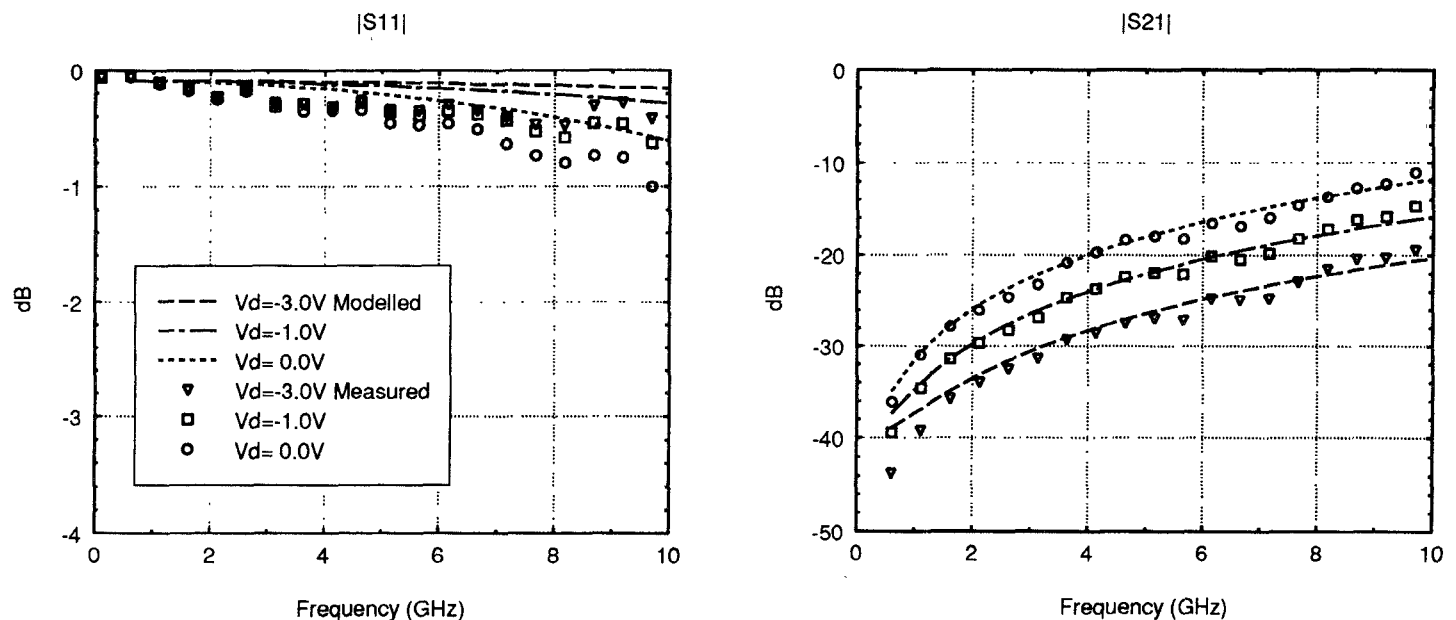 |S11|
0
-1
-2
-3
-4
dB
Vd=-3.0V Modelled
Vd=-1.0V
Vd= 0.0V
Vd=-3.0V Measured
Vd=-1.0V
Vd= 0.0V
0 2 4 6 8 10
Frequency (GHz)
|S21|
0
-10
-20
-30
-40
-50
dB
0 2 4 6 8 10
Frequency (GHz)